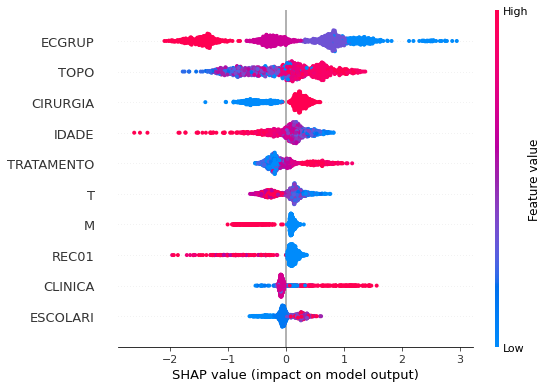 High
ECGRUP
TOPO
CIRURGIA
IDADE
TRATAMENTO
T
M
REC01
CLINICA
ESCOLARI
Feature value
Low
−2 −1 0 1 2 3
SHAP value (impact on model output)